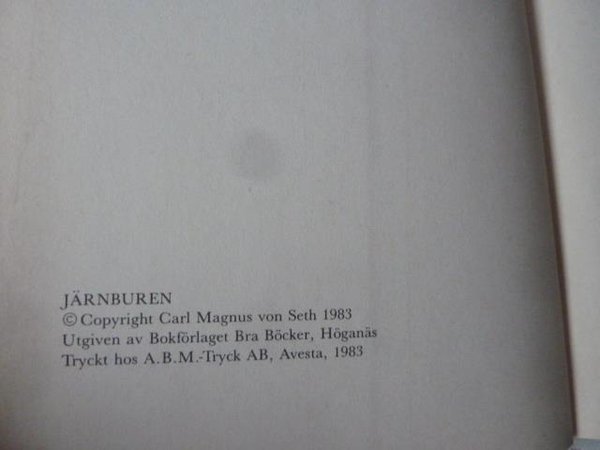 JÄRNBUREN
© Copyright Carl Magnus von Seth 1983
Utgiven av Bokförlaget Bra Böcker, Höganäs
Tryckt hos A.B.M.-Tryck AB, Avesta, 1983